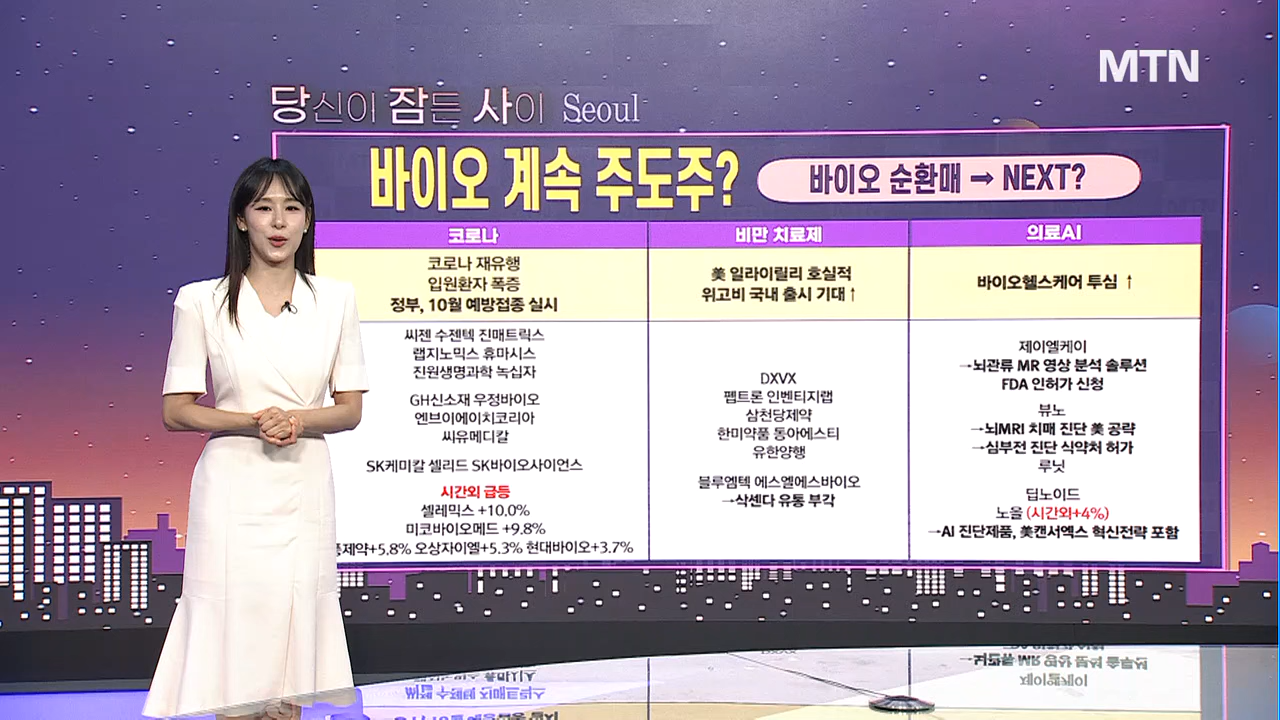 MTN
당신이 잠든 사이 Seoul
바이오 계속 주도주?
바이오 순환매 → NEXT?
코로나
코로나 재유행
입원환자 폭증
정부, 10월 예방접종 실시
씨젠 수젠텍 진매트릭스
랩지노믹스 휴마시스
진원생명과학 녹십자
GH신소재 우정바이오
엔브이에이치코리아
씨유메디칼
SK케미칼 셀리드 SK바이오사이언스
시간외 급등
셀레믹스 +10.0%
미코바이오메드 +9.8%
제약+5.8% 오상자이엘+5.3% 현대바이오+3.7%
비만 치료제
美 일라이릴리 호실적
위고비 국내 출시 기대↑
DXVX
펩트론 인벤티지랩
삼천당제약
한미약품 동아에스티
유한양행
블루엠텍 에스엘에스바이오
→삭센다 유통 부각
의료AI
바이오헬스케어 투심 ↑
제이엘케이
→뇌관류 MR 영상 분석 솔루션
FDA 인허가 신청
뷰노
→뇌MRI 치매 진단 美 공략
→심부전 진단 식약처 허가
루닛
딥노이드
노을 (시간외+4%)
→AI 진단제품, 美캔서엑스 혁신전략 포함